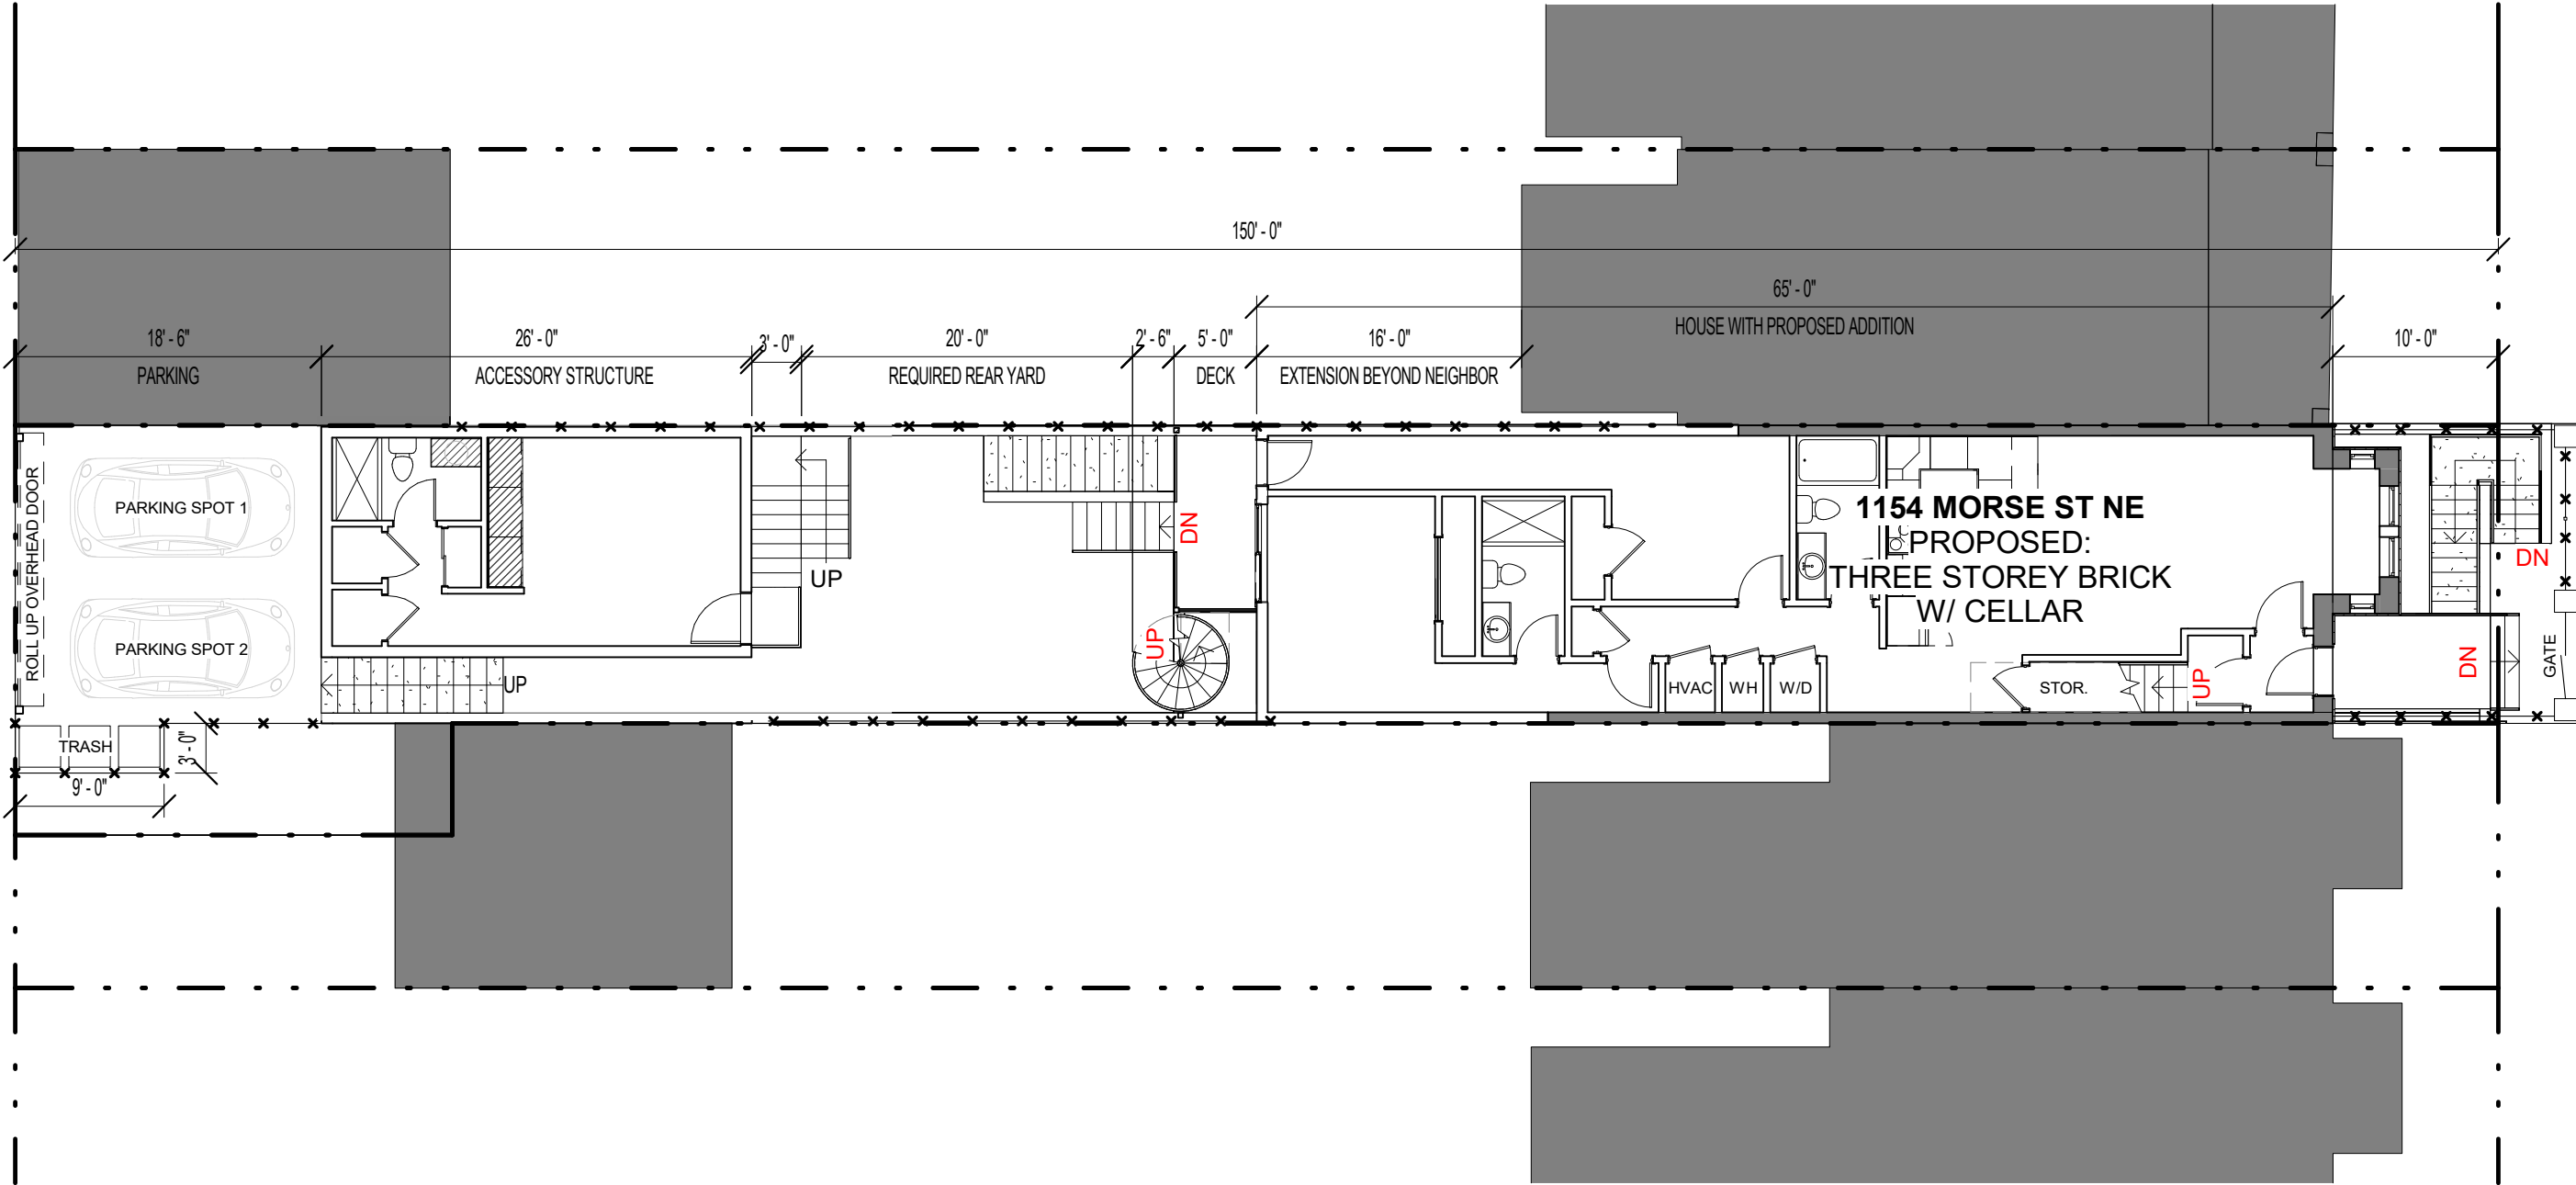 150' - 0"
65' - 0"
HOUSE WITH PROPOSED ADDITION
18' - 6"
26' - 0"
3' - 0"
20' - 0"
2' - 6"
5' - 0"
16' - 0"
10' - 0"
PARKING
ACCESSORY STRUCTURE
REQUIRED REAR YARD
DECK
EXTENSION BEYOND NEIGHBOR
ROLL UP OVERHEAD DOOR
PARKING SPOT 1
PARKING SPOT 2
UP
UP
DN
UP
1154 MORSE ST NE
PROPOSED:
THREE STOREY BRICK
W/ CELLAR
HVAC
WH
W/D
STOR.
UP
DN
DN
GATE
TRASH
3' - 0"
9' - 0"